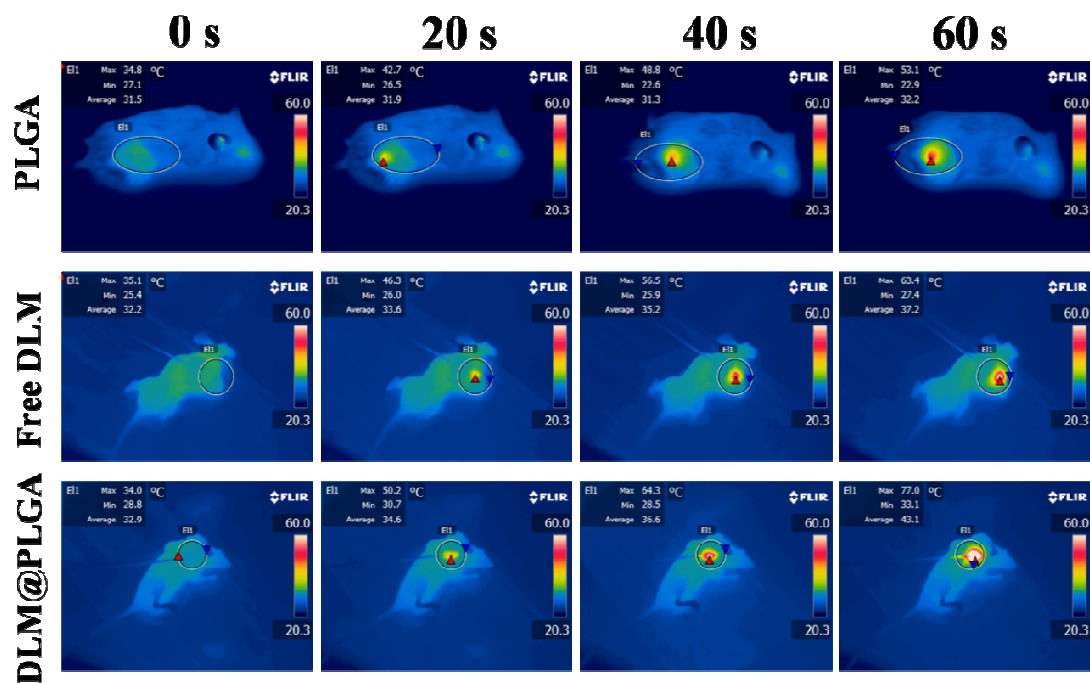 0 s 20 s 40 s 60 s
PLGA
El1 Max 34.8 °C
Min 27.1
Average 31.5
FLIR
60.0
El1
20.3
El1 Max 42.7 °C
Min 26.5
Average 31.9
FLIR
60.0
El1
20.3
El1 Max 48.8 °C
Min 22.6
Average 31.3
FLIR
60.0
El1
20.3
El1 Max 53.1 °C
Min 22.9
Average 32.2
FLIR
60.0
El1
20.3
Free DLM
El1 Max 35.1 °C
Min 25.4
Average 32.2
FLIR
60.0
El1
20.3
El1 Max 46.3 °C
Min 26.0
Average 33.6
FLIR
60.0
El1
20.3
El1 Max 56.5 °C
Min 25.9
Average 35.2
FLIR
60.0
El1
20.3
El1 Max 63.4 °C
Min 27.4
Average 37.2
FLIR
60.0
El1
20.3
DLM@PLGA
El1 Max 34.0 °C
Min 28.8
Average 32.9
FLIR
60.0
El1
20.3
El1 Max 50.2 °C
Min 30.7
Average 34.6
FLIR
60.0
El1
20.3
El1 Max 64.3 °C
Min 28.5
Average 36.6
FLIR
60.0
El1
20.3
El1 Max 77.0 °C
Min 33.1
Average 43.1
FLIR
60.0
El1
20.3